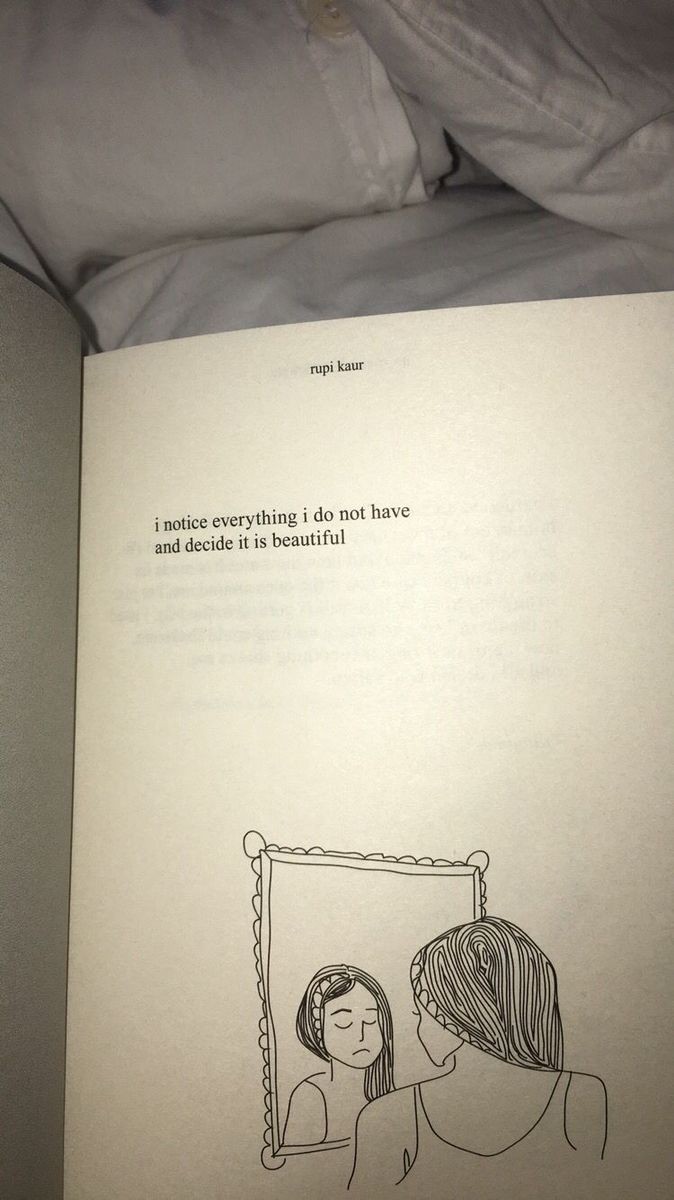 rupi kaur
i notice everything i do not have
and decide it is beautiful